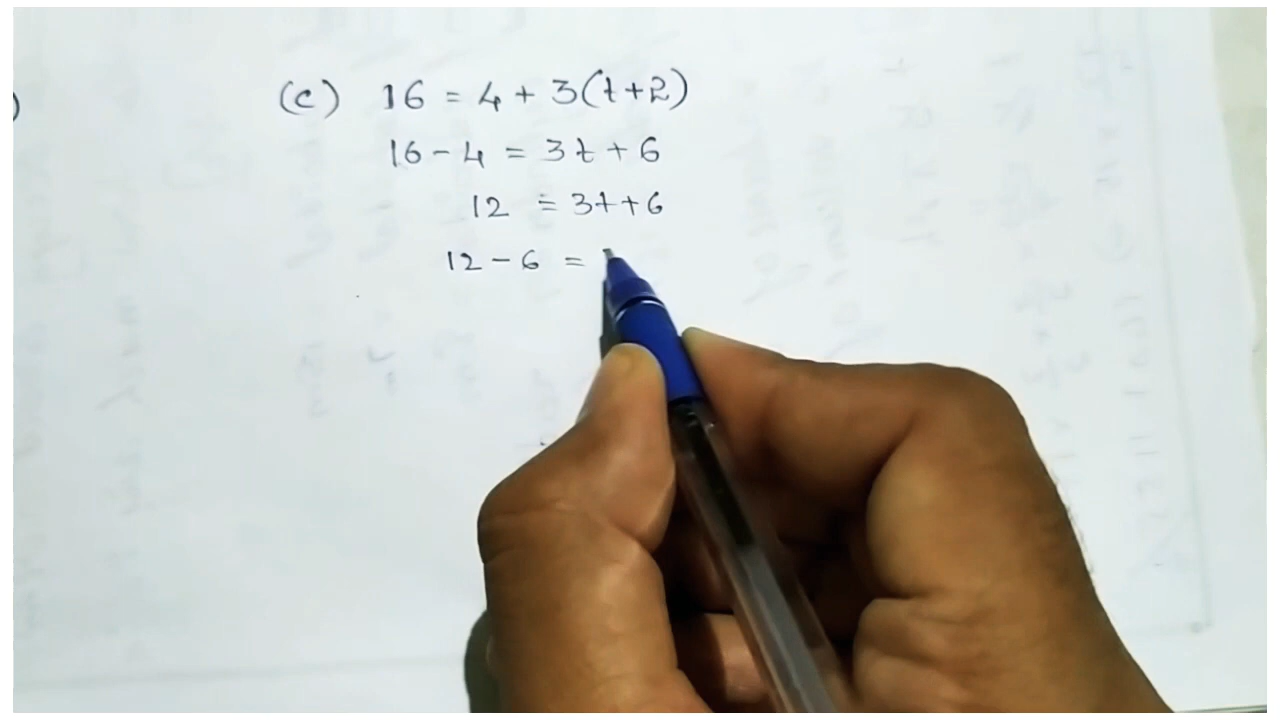 (c) 16 = 4 + 3(t+2)
16 - 4 = 3t + 6
12 = 3t + 6
12 - 6 =